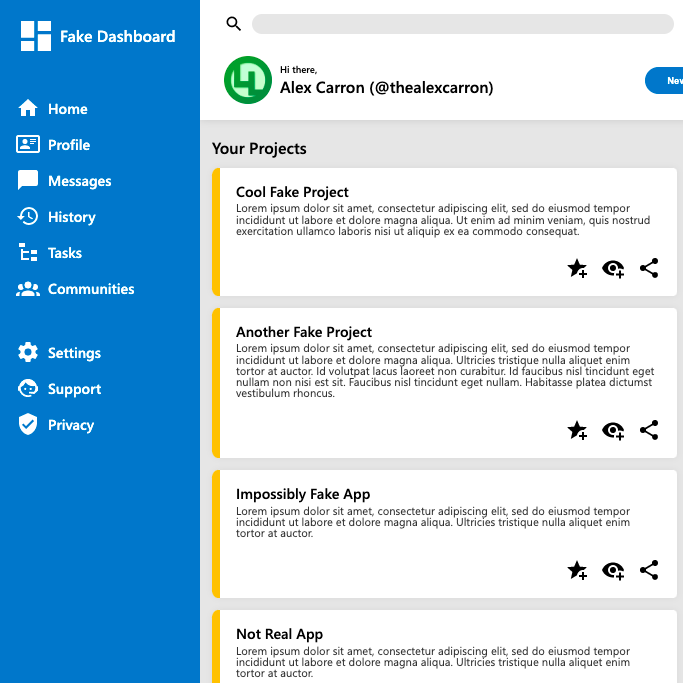 Fake Dashboard
Home
Profile
Messages
History
Tasks
Communities
Settings
Support
Privacy
Hi there,
Alex Carron (@thealexcarron)
New
Your Projects
Cool Fake Project
Lorem ipsum dolor sit amet, consectetur adipiscing elit, sed do eiusmod tempor
incididunt ut labore et dolore magna aliqua. Ut enim ad minim veniam, quis nostrud
exercitation ullamco laboris nisi ut aliquip ex ea commodo consequat.
Another Fake Project
Lorem ipsum dolor sit amet, consectetur adipiscing elit, sed do eiusmod tempor
incididunt ut labore et dolore magna aliqua. Ultricies tristique nulla aliquet enim
tortor at auctor. Id volutpat lacus laoreet non curabitur. Id faucibus nisl tincidunt eget
nullam non nisi est sit. Faucibus nisl tincidunt eget nullam. Habitasse platea dictumst
vestibulum rhoncus.
Impossibly Fake App
Lorem ipsum dolor sit amet, consectetur adipiscing elit, sed do eiusmod tempor
incididunt ut labore et dolore magna aliqua. Ultricies tristique nulla aliquet enim
tortor at auctor.
Not Real App
Lorem ipsum dolor sit amet, consectetur adipiscing elit, sed do eiusmod tempor
incididunt ut labore et dolore magna aliqua. Ultricies tristique nulla aliquet enim
tortor at auctor.